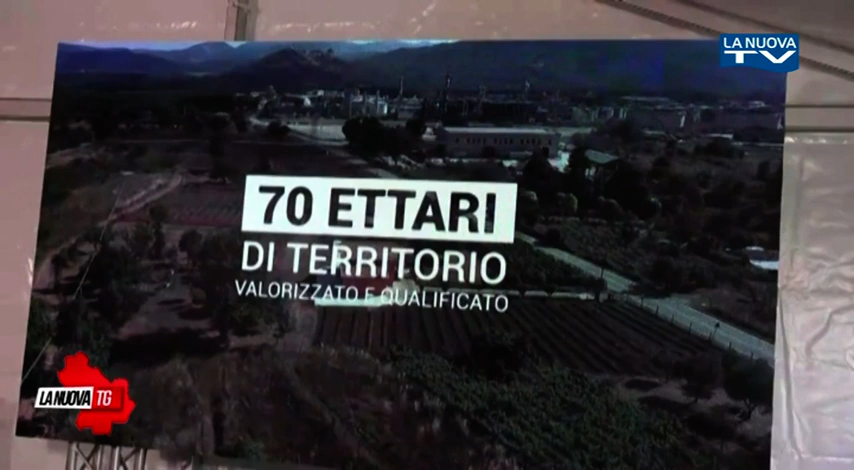 LA NUOVA
TV
70 ETTARI
DI TERRITORIO
VALORIZZATO E QUALIFICATO
LA NUOVA TG